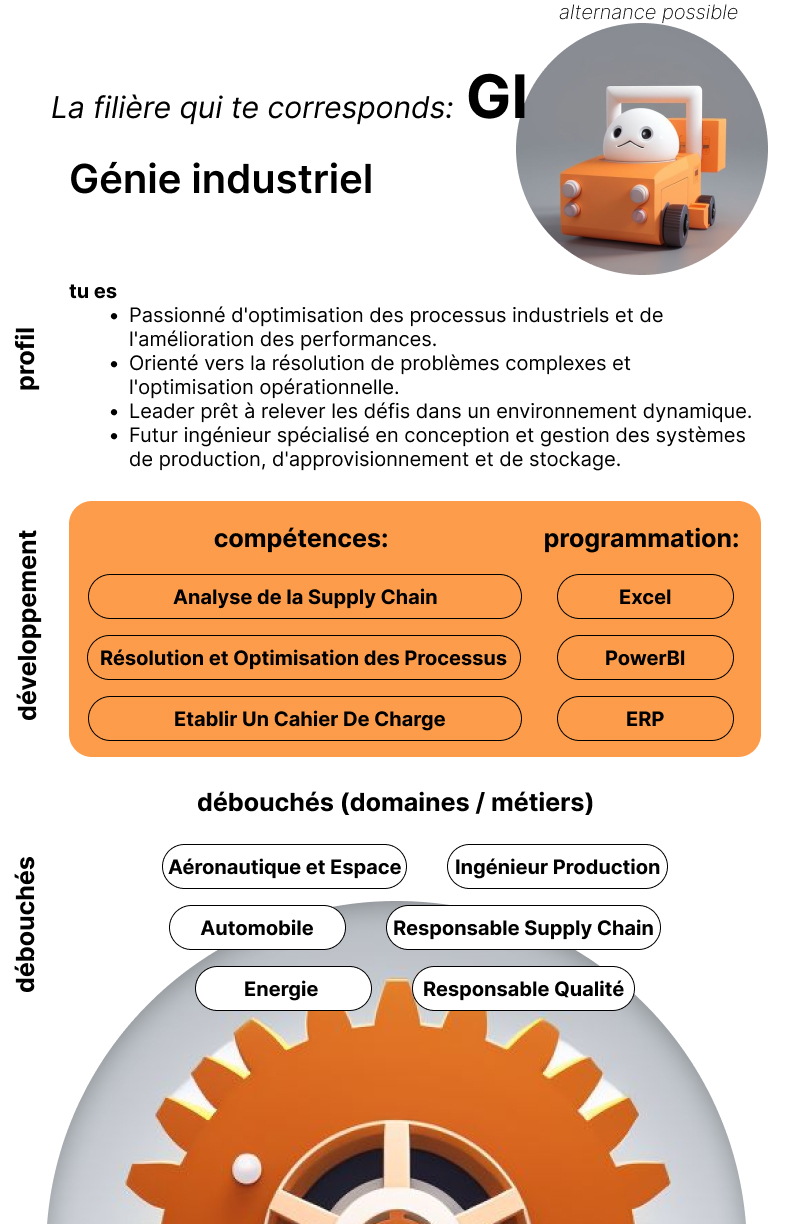 alternance possible
La filière qui te corresponds: GI
Génie industriel
profil
tu es
• Passionné d'optimisation des processus industriels et de
l'amélioration des performances.
• Orienté vers la résolution de problèmes complexes et
l'optimisation opérationnelle.
• Leader prêt à relever les défis dans un environnement dynamique.
• Futur ingénieur spécialisé en conception et gestion des systèmes
de production, d'approvisionnement et de stockage.
développement
compétences: programmation:
Analyse de la Supply Chain Excel
Résolution et Optimisation des Processus PowerBI
Etablir Un Cahier De Charge ERP
débouchés (domaines / métiers)
débouchés
Aéronautique et Espace Ingénieur Production
Automobile Responsable Supply Chain
Energie Responsable Qualité